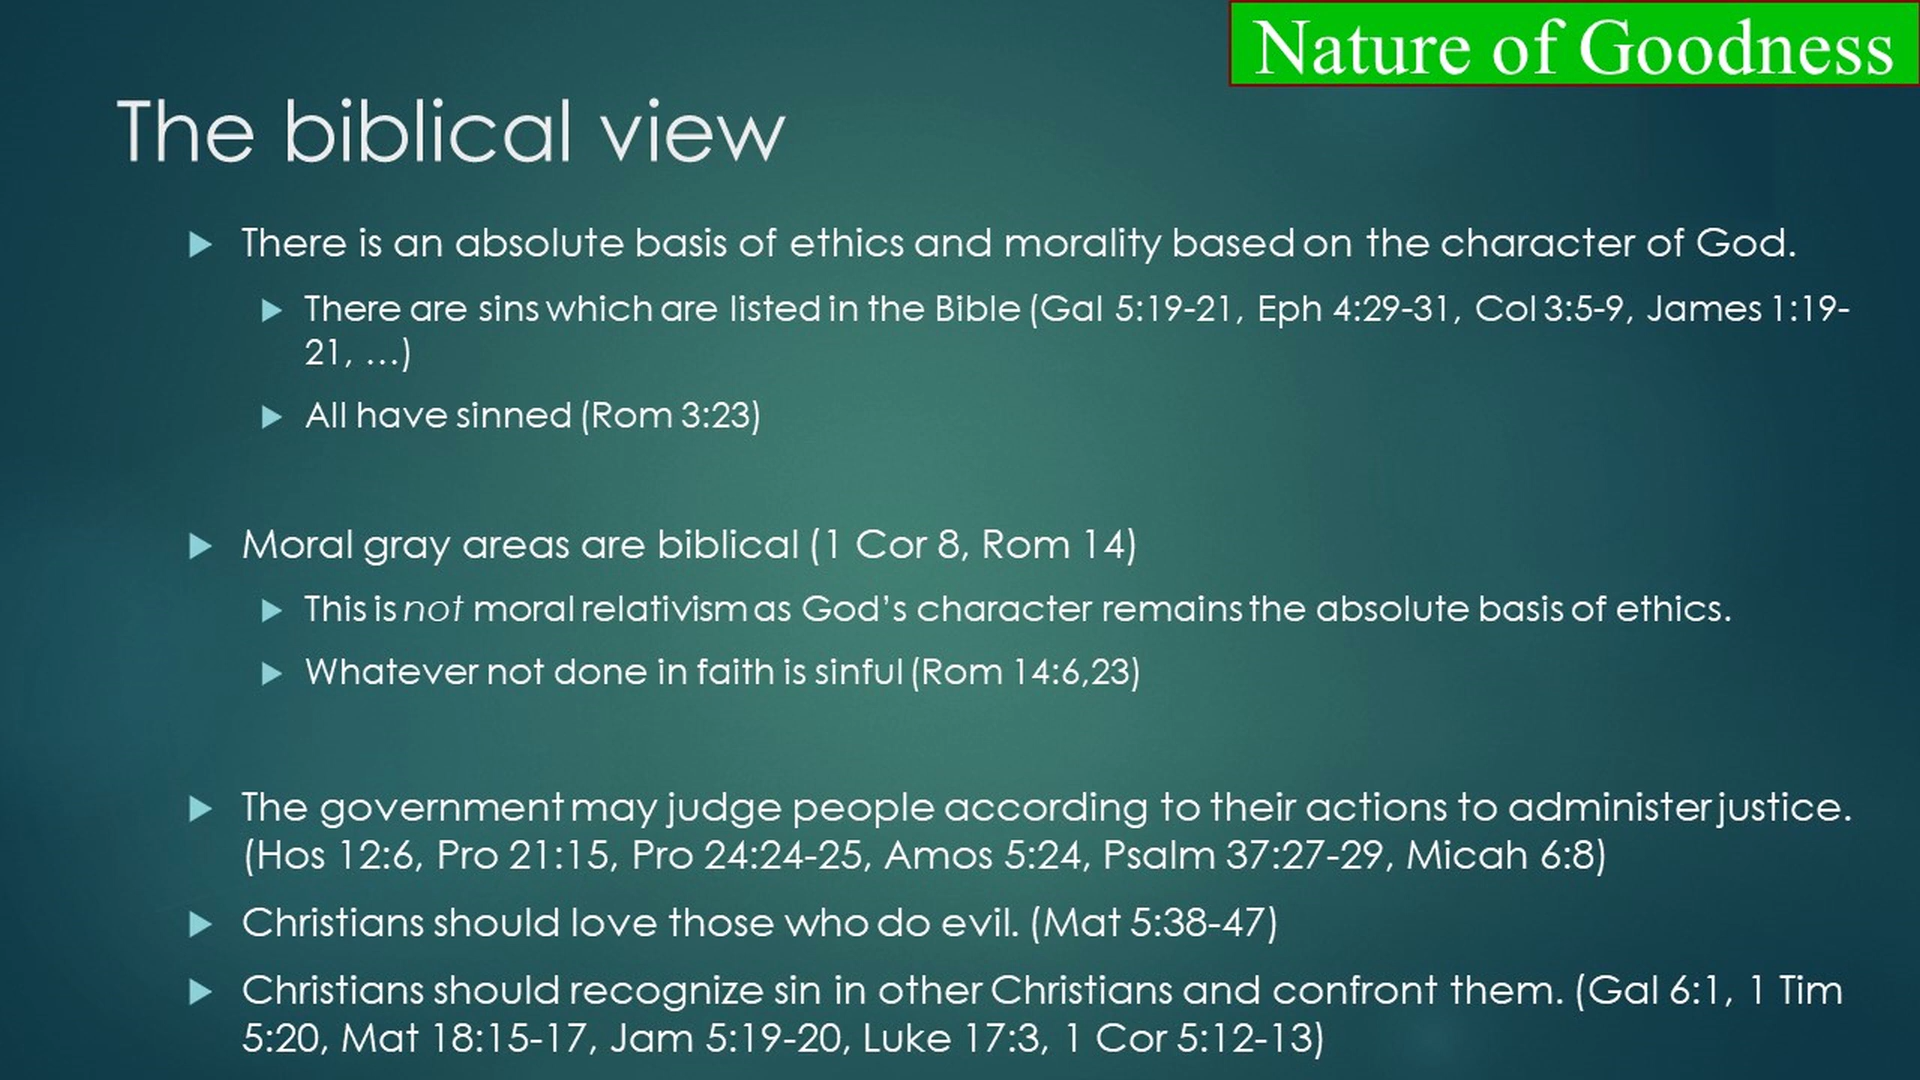 Nature of Goodness
The biblical view
There is an absolute basis of ethics and morality based on the character of God.
There are sins which are listed in the Bible (Gal 5:19-21, Eph 4:29-31, Col 3:5-9, James 1:19-
21, …)
All have sinned (Rom 3:23)
Moral gray areas are biblical (1 Cor 8, Rom 14)
This is not moral relativism as God’s character remains the absolute basis of ethics.
Whatever not done in faith is sinful (Rom 14:6,23)
The government may judge people according to their actions to administer justice.
(Hos 12:6, Pro 21:15, Pro 24:24-25, Amos 5:24, Psalm 37:27-29, Micah 6:8)
Christians should love those who do evil. (Mat 5:38-47)
Christians should recognize sin in other Christians and confront them. (Gal 6:1, 1 Tim
5:20, Mat 18:15-17, Jam 5:19-20, Luke 17:3, 1 Cor 5:12-13)